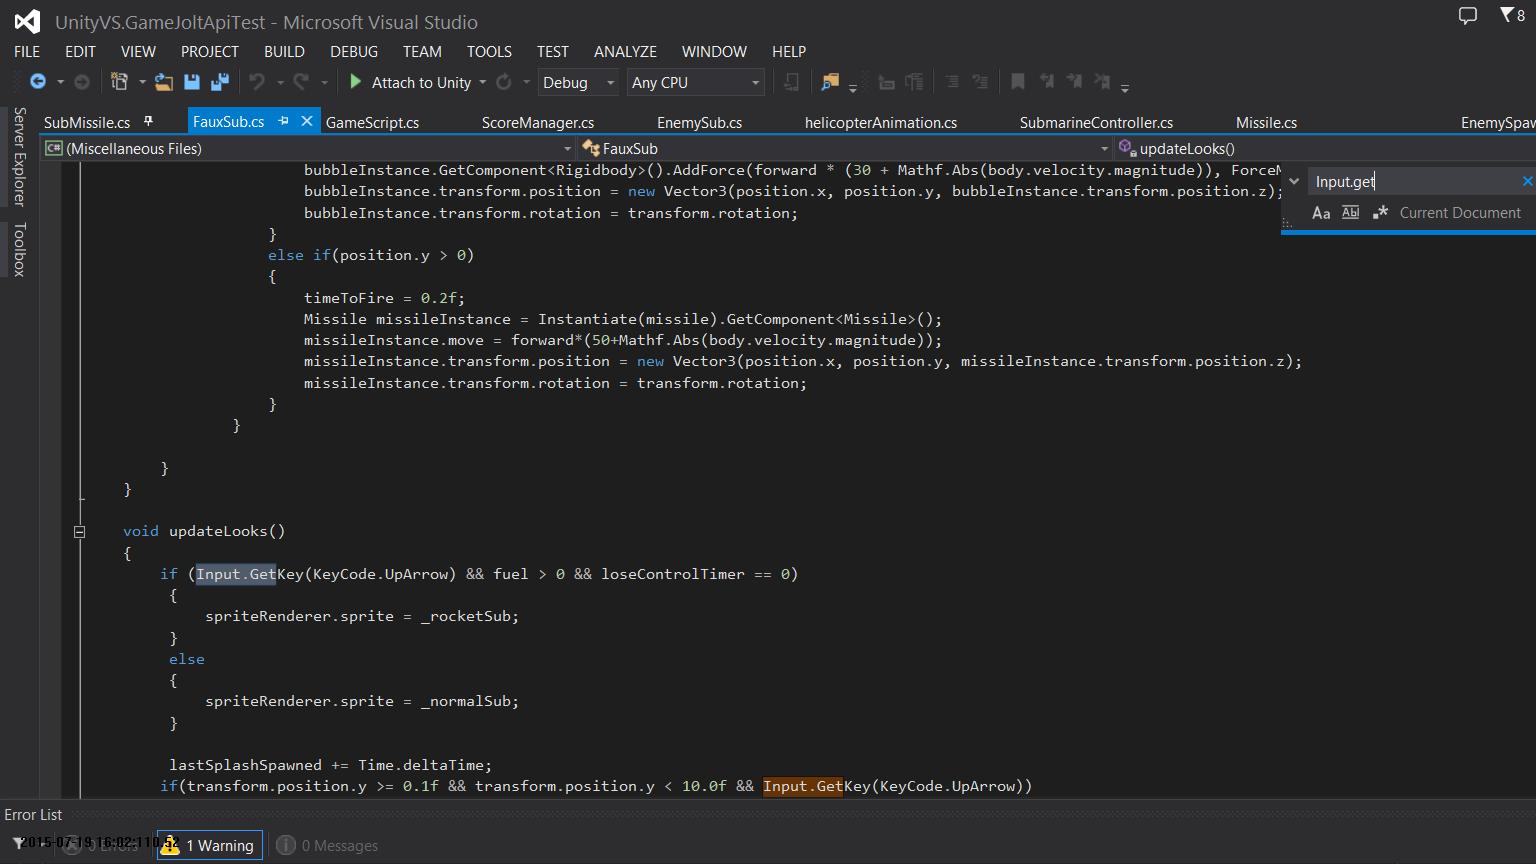 UnityVS.GameJoltApiTest - Microsoft Visual Studio
8
FILE EDIT VIEW PROJECT BUILD DEBUG TEAM TOOLS TEST ANALYZE WINDOW HELP
Attach to Unity Debug Any CPU
Server Explorer
Toolbox
SubMissile.cs FauxSub.cs GameScript.cs ScoreManager.cs EnemySub.cs helicopterAnimation.cs SubmarineController.cs Missile.cs EnemySpaw
C# (Miscellaneous Files) FauxSub updateLooks()
bubbleInstance.GetComponent<Rigidbody>().AddForce(forward * (30 + Mathf.Abs(body.velocity.magnitude)), ForceM
bubbleInstance.transform.position = new Vector3(position.x, position.y, bubbleInstance.transform.position.z);
bubbleInstance.transform.rotation = transform.rotation;
Input.get
Aa Abl .* Current Document
}
else if(position.y > 0)
{
timeToFire = 0.2f;
Missile missileInstance = Instantiate(missile).GetComponent<Missile>();
missileInstance.move = forward*(50+Mathf.Abs(body.velocity.magnitude));
missileInstance.transform.position = new Vector3(position.x, position.y, missileInstance.transform.position.z);
missileInstance.transform.rotation = transform.rotation;
}
}
}
}
void updateLooks()
{
if (Input.GetKey(KeyCode.UpArrow) && fuel > 0 && loseControlTimer == 0)
{
spriteRenderer.sprite = _rocketSub;
}
else
{
spriteRenderer.sprite = _normalSub;
}
lastSplashSpawned += Time.deltaTime;
if(transform.position.y >= 0.1f && transform.position.y < 10.0f && Input.GetKey(KeyCode.UpArrow))
Error List
0 Errors 1 Warning 0 Messages